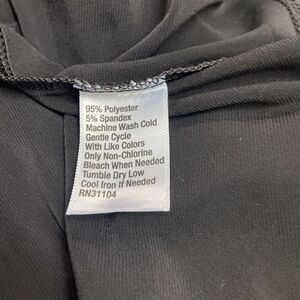 95% Polyester
5% Spandex
Machine Wash Cold
Gentle Cycle
With Like Colors
Only Non-Chlorine
Bleach When Needed
Tumble Dry Low
Cool Iron If Needed
RN31104